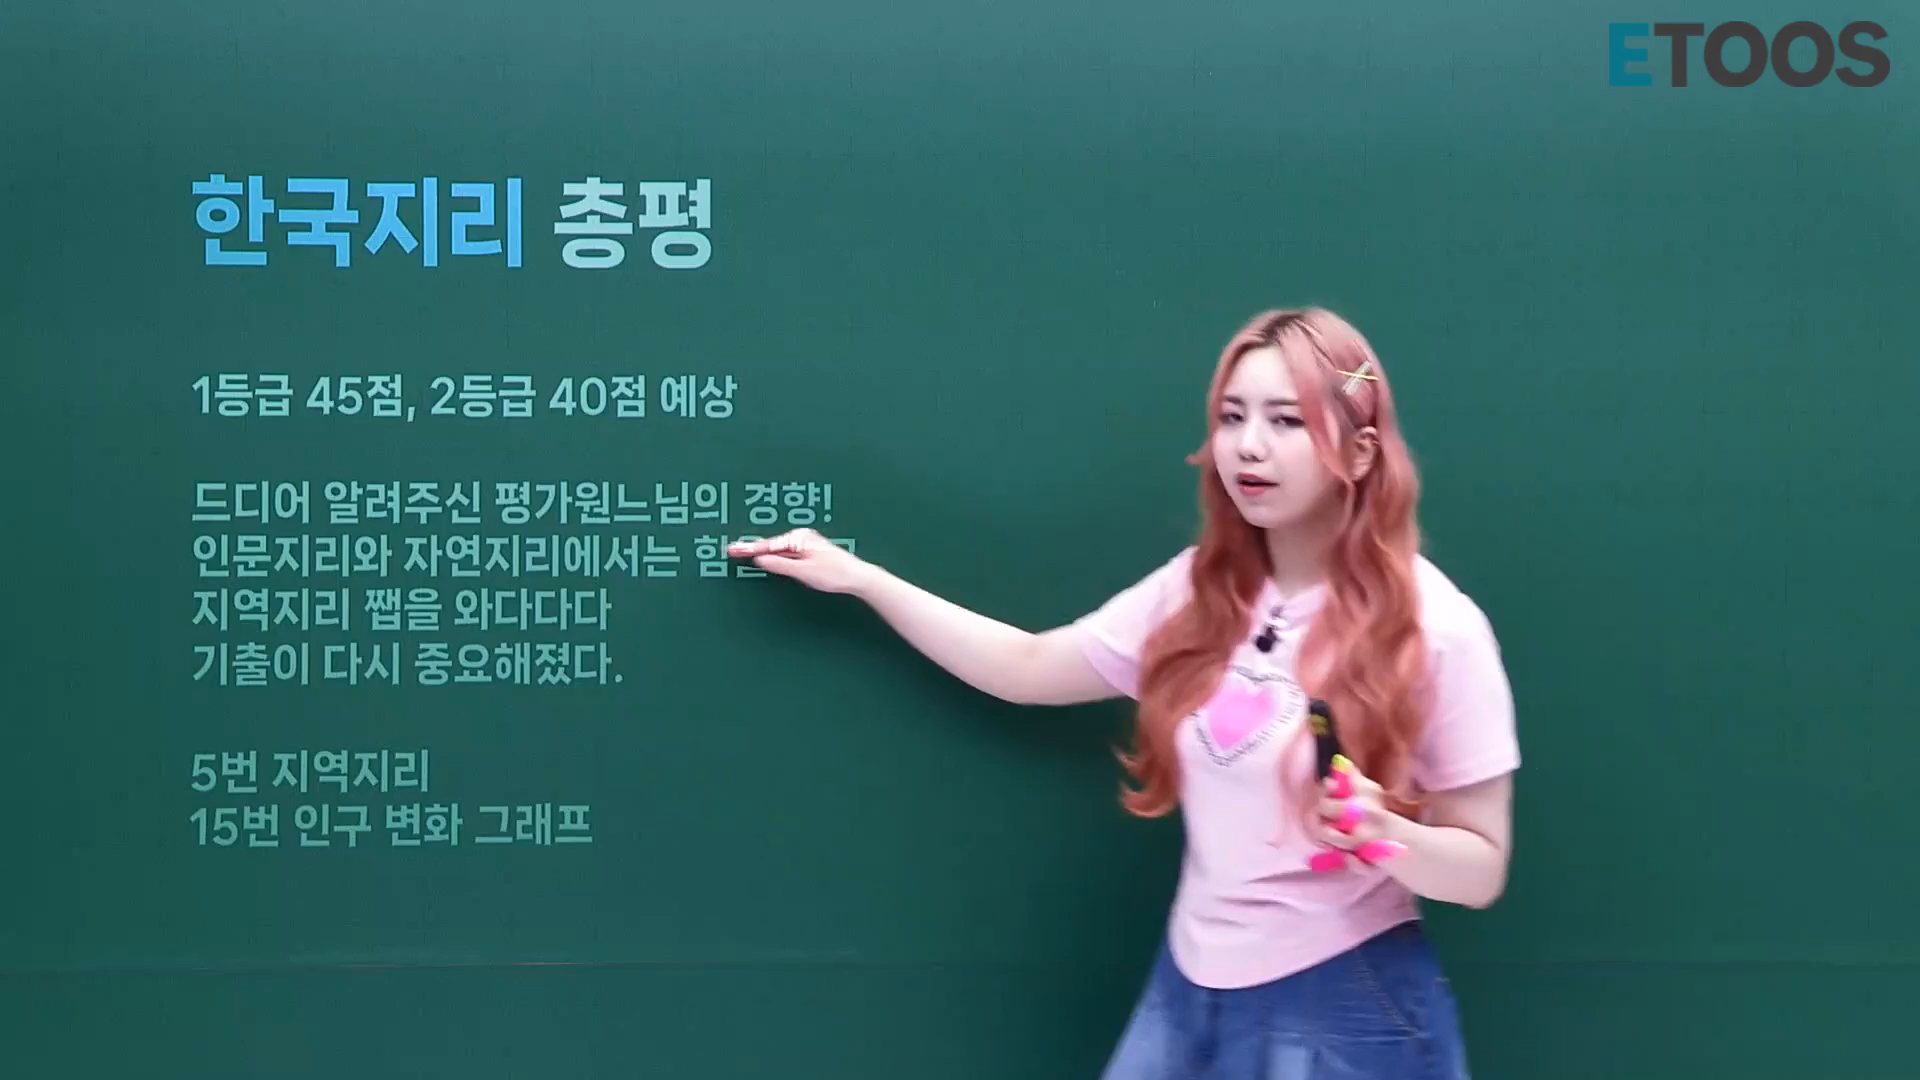 ETOOS
한국지리 총평
1등급 45점, 2등급 40점 예상
드디어 알려주신 평가원느님의 경향!
인문지리와 자연지리에서는 힘을
지역지리 쨉을 와다다다
기출이 다시 중요해졌다.
5번 지역지리
15번 인구 변화 그래프